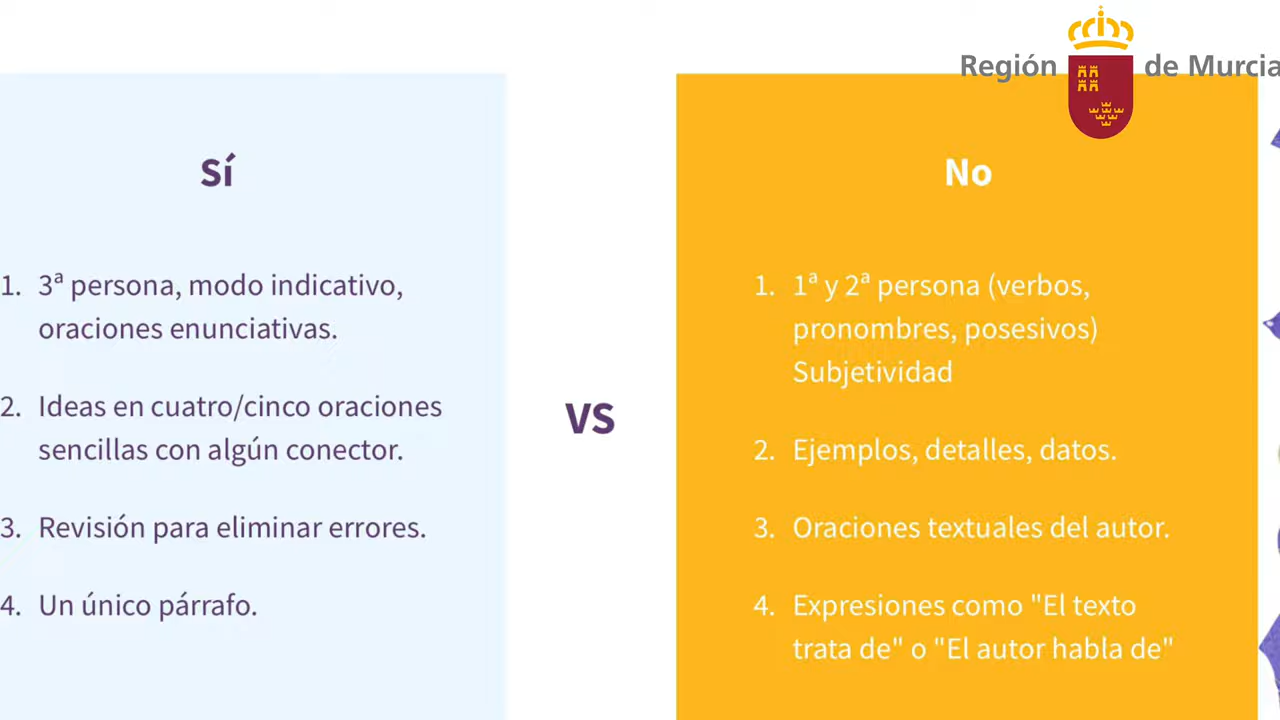 Región de Murcia
Sí
1. 3ª persona, modo indicativo,
oraciones enunciativas.
2. Ideas en cuatro/cinco oraciones
sencillas con algún conector.
3. Revisión para eliminar errores.
4. Un único párrafo.
VS
No
1. 1ª y 2ª persona (verbos,
pronombres, posesivos)
Subjetividad
2. Ejemplos, detalles, datos.
3. Oraciones textuales del autor.
4. Expresiones como "El texto
trata de" o "El autor habla de"